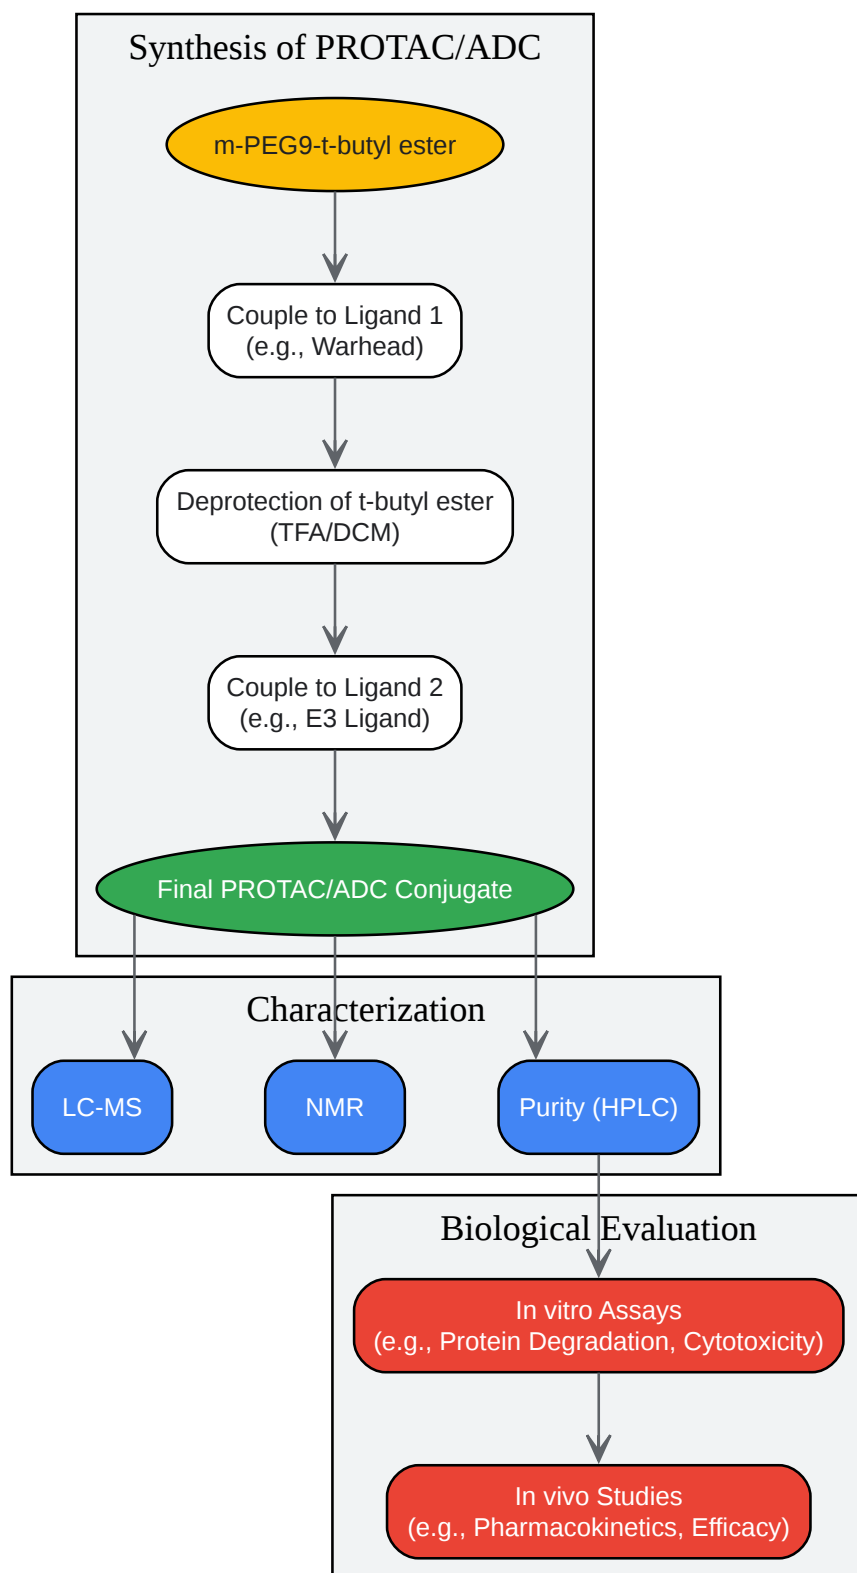 Synthesis of PROTAC/ADC
m-PEG9-t-butyl ester
Couple to Ligand 1
(e.g., Warhead)
Deprotection of t-butyl ester
(TFA/DCM)
Couple to Ligand 2
(e.g., E3 Ligand)
Final PROTAC/ADC Conjugate
Characterization
LC-MS
NMR
Purity (HPLC)
Biological Evaluation
In vitro Assays
(e.g., Protein Degradation, Cytotoxicity)
In vivo Studies
(e.g., Pharmacokinetics, Efficacy)